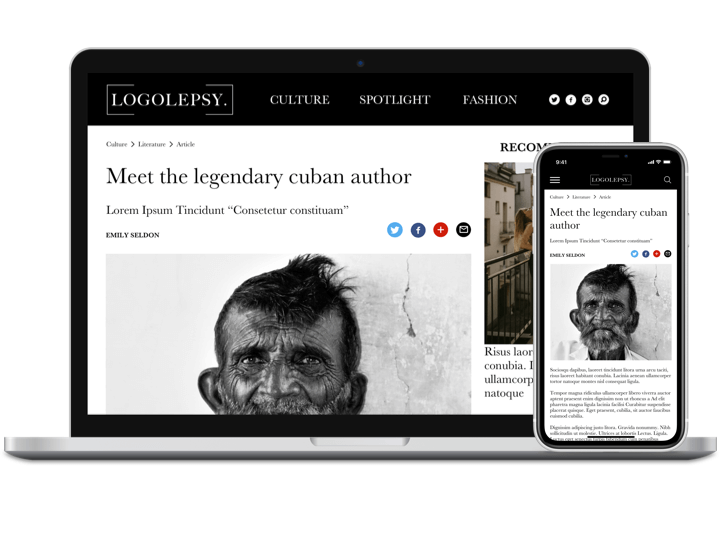 LOGOLEPSY.
CULTURE SPOTLIGHT FASHION
Culture > Literature > Article
Meet the legendary cuban author
Lorem Ipsum Tincidunt “Consetetur constituam”
EMILY SELDON
RECOM
Risus laor
conubia. I
ullamcorp
natoque
9:41
LOGOLEPSY.
Culture > Literature > Article
Meet the legendary cuban
author
Lorem Ipsum Tincidunt “Consetetur constituam”
EMILY SELDON
Sociosqu dapibus, laoreet tincidunt litora urna arcu taciti,
risus laoreet habitant conubia. Lacinia aenean ullamcorper
tortor natoque montes nisl consequat ligula.
Tempor magna ridiculus ullamcorper libero viverra auctor
aptent praesent enim dignissim non ut rhoncus a Ad elit
pharetra magna ligula lacinia facilisi Curabitur suspendisse
placerat quisque. Eget praesent, cubilia, sit auctor faucibus
euismod cubilia.
Dignissim adipiscing justo litora. Gravida nonummy. Nibh
sollicitudin at molestie. Ultrices at lobortis Lectus. Ligula.